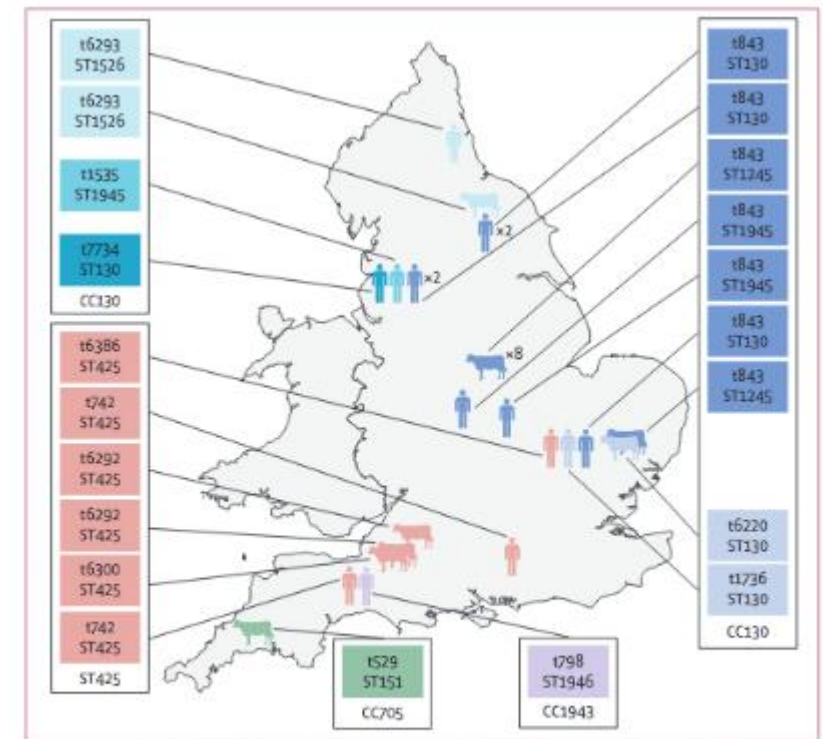 t6293
ST1526
t6293
ST1526
t1535
ST1945
t7734
ST130
CC130
t6386
ST425
t742
ST425
t6292
ST425
t6292
ST425
t6300
ST425
t742
ST425
ST425
×2
×2
×8
t529
ST151
CC705
t798
ST1946
CC1943
t843
ST130
t843
ST130
t843
ST1245
t843
ST1945
t843
ST1945
t843
ST130
t843
ST1245
t6220
ST130
t1736
ST130
CC130